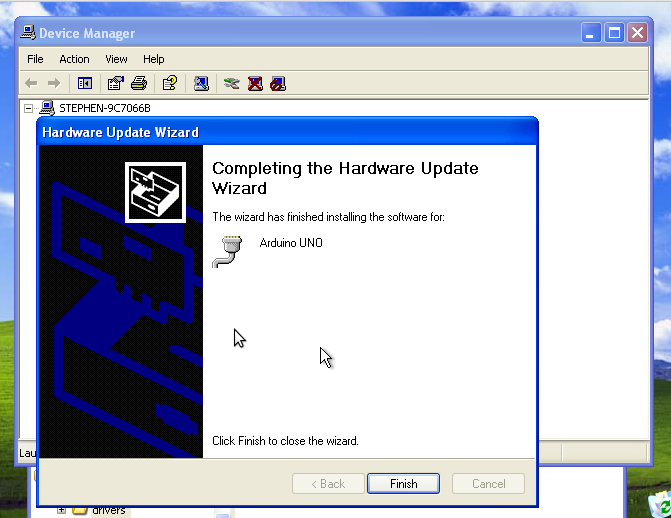 Device Manager
File Action View Help
STEPHEN-9C7066B
Hardware Update Wizard
Completing the Hardware Update
Wizard
The wizard has finished installing the software for:
Arduino UNO
Click Finish to close the wizard.
Lau
< Back Finish Cancel
drivers